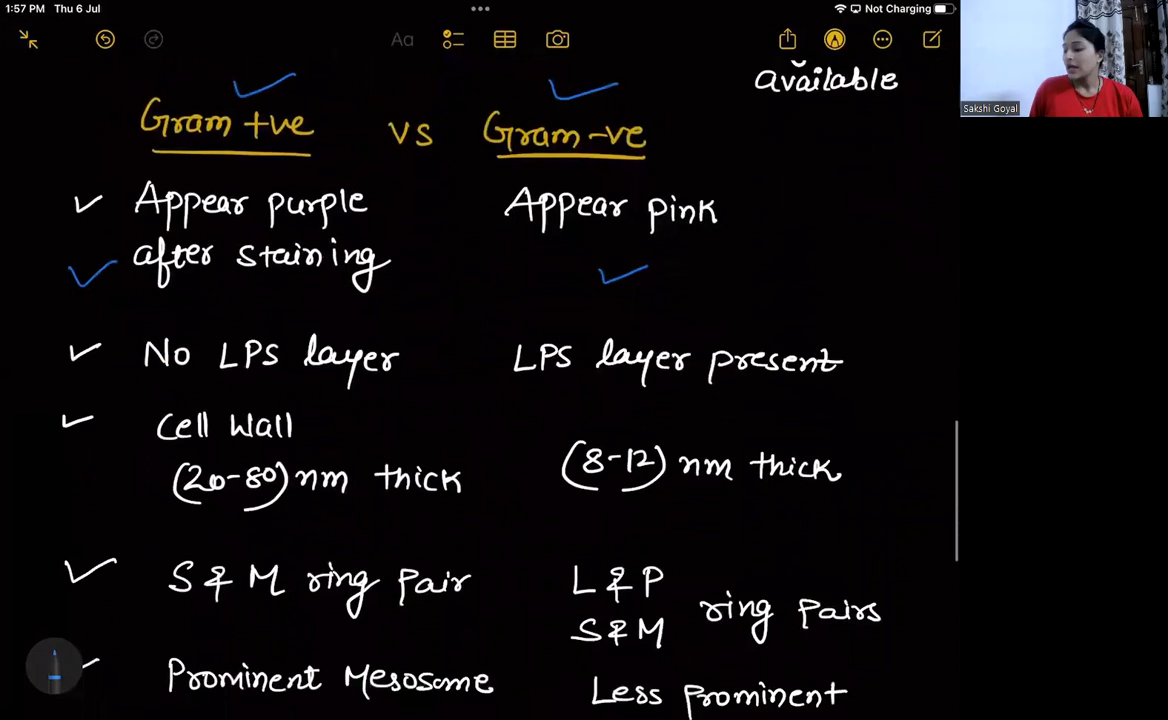 1:57 PM Thu 6 Jul
Not Charging
Aa
Sakshi Goyal
available
Gram +ve vs Gram -ve
Appear purple Appear pink
after staining
No LPS layer LPS layer present
Cell Wall
(20-80) nm thick (8-12) nm thick
S & M ring pair L & P
S & M ring pairs
Prominent Mesosome Less prominent